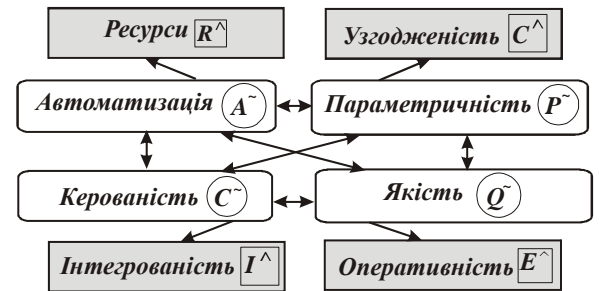 Ресурси R^
Узгодженість C^
Автоматизація A~
Параметричність P~
Керованість C~
Якість Q~
Інтегрованість I^
Оперативність E^